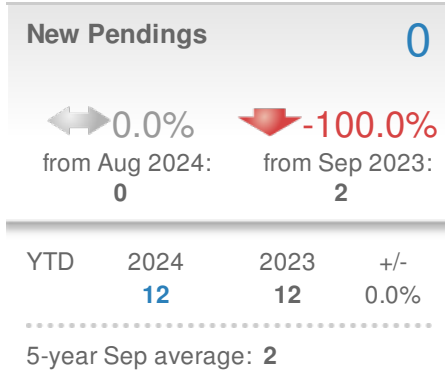 New Pendings 0
0.0% -100.0%
from Aug 2024: from Sep 2023:
0 2
YTD 2024 2023 +/-
12 12 0.0%
5-year Sep average: 2